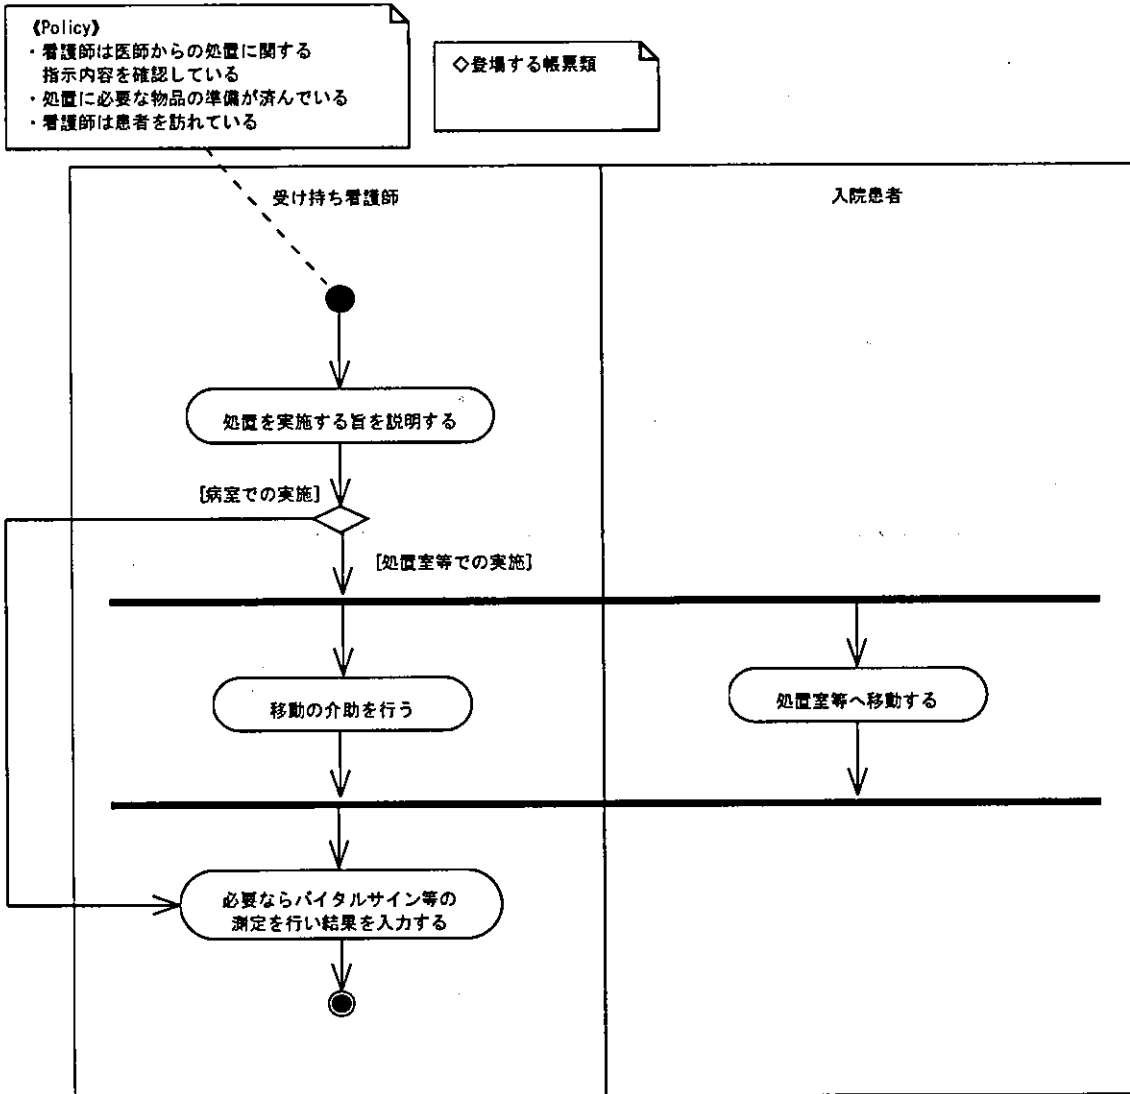 《Policy》
・看護師は医師からの処置に関する
指示内容を確認している
・処置に必要な物品の準備が済んでいる
・看護師は患者を訪れている
◇登場する帳票類
受け持ち看護師
入院患者
処置を実施する旨を説明する
[病室での実施]
[処置室等での実施]
移動の介助を行う
処置室等へ移動する
必要ならバイタルサイン等の
測定を行い結果を入力する